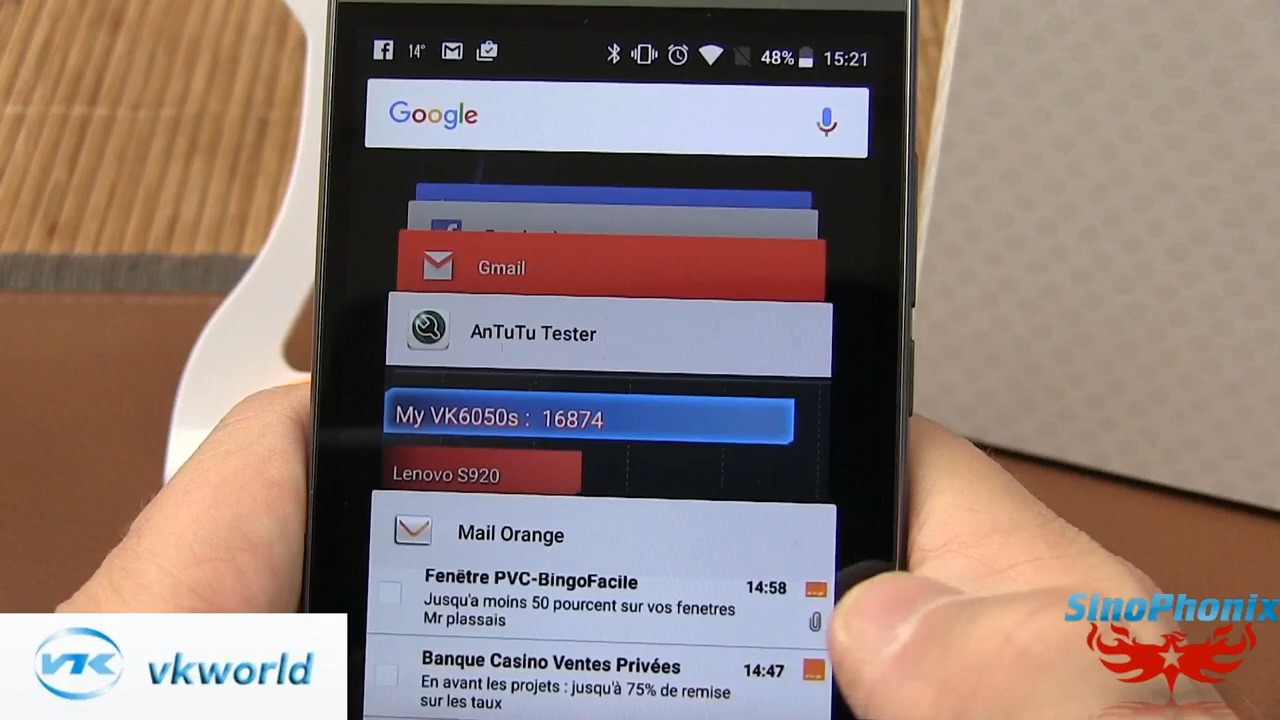 14°
48%
15:21
Google
Gmail
AnTuTu Tester
My VK6050s : 16874
Lenovo S920
Mail Orange
Fenêtre PVC-BingoFacile
14:58
Jusqu'a moins 50 pourcent sur vos fenetres
Mr plassais
Banque Casino Ventes Privées
14:47
En avant les projets : jusqu'à 75% de remise
sur les taux
VK vkworld
SinoPhonix